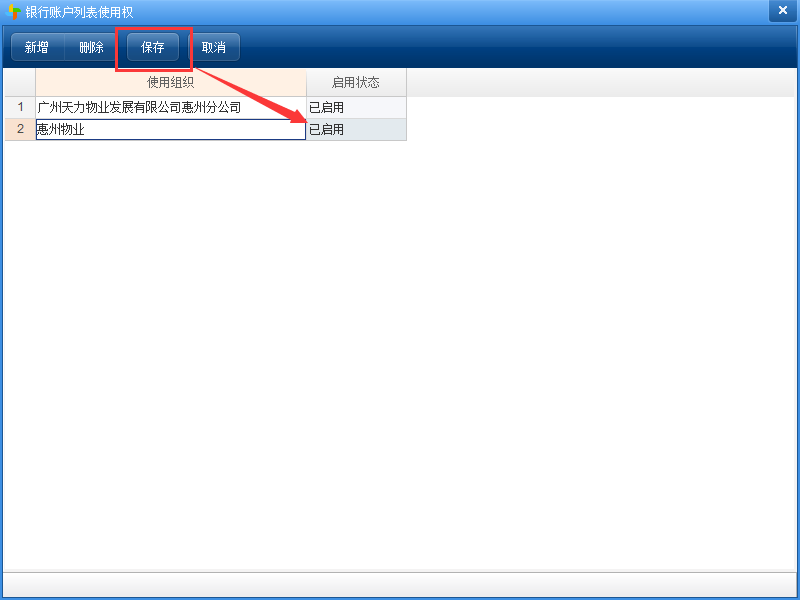 银行账户列表使用权
新增 删除 保存 取消
使用组织 启用状态
1 广州天力物业发展有限公司惠州分公司 已启用
2 惠州物业 已启用